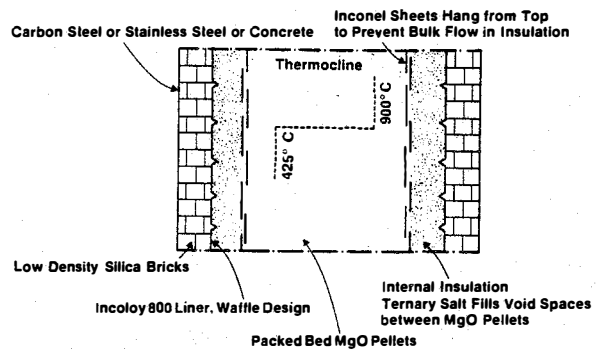 Inconel Sheets Hang from Top
to Prevent Bulk Flow in Insulation
Carbon Steel or Stainless Steel or Concrete
Thermocline
900°C
425° C
Low Density Silica Bricks
Incoloy 800 Liner, Waffle Design
Packed Bed MgO Pellets
Internal Insulation
Ternary Salt Fills Void Spaces
between MgO Pellets